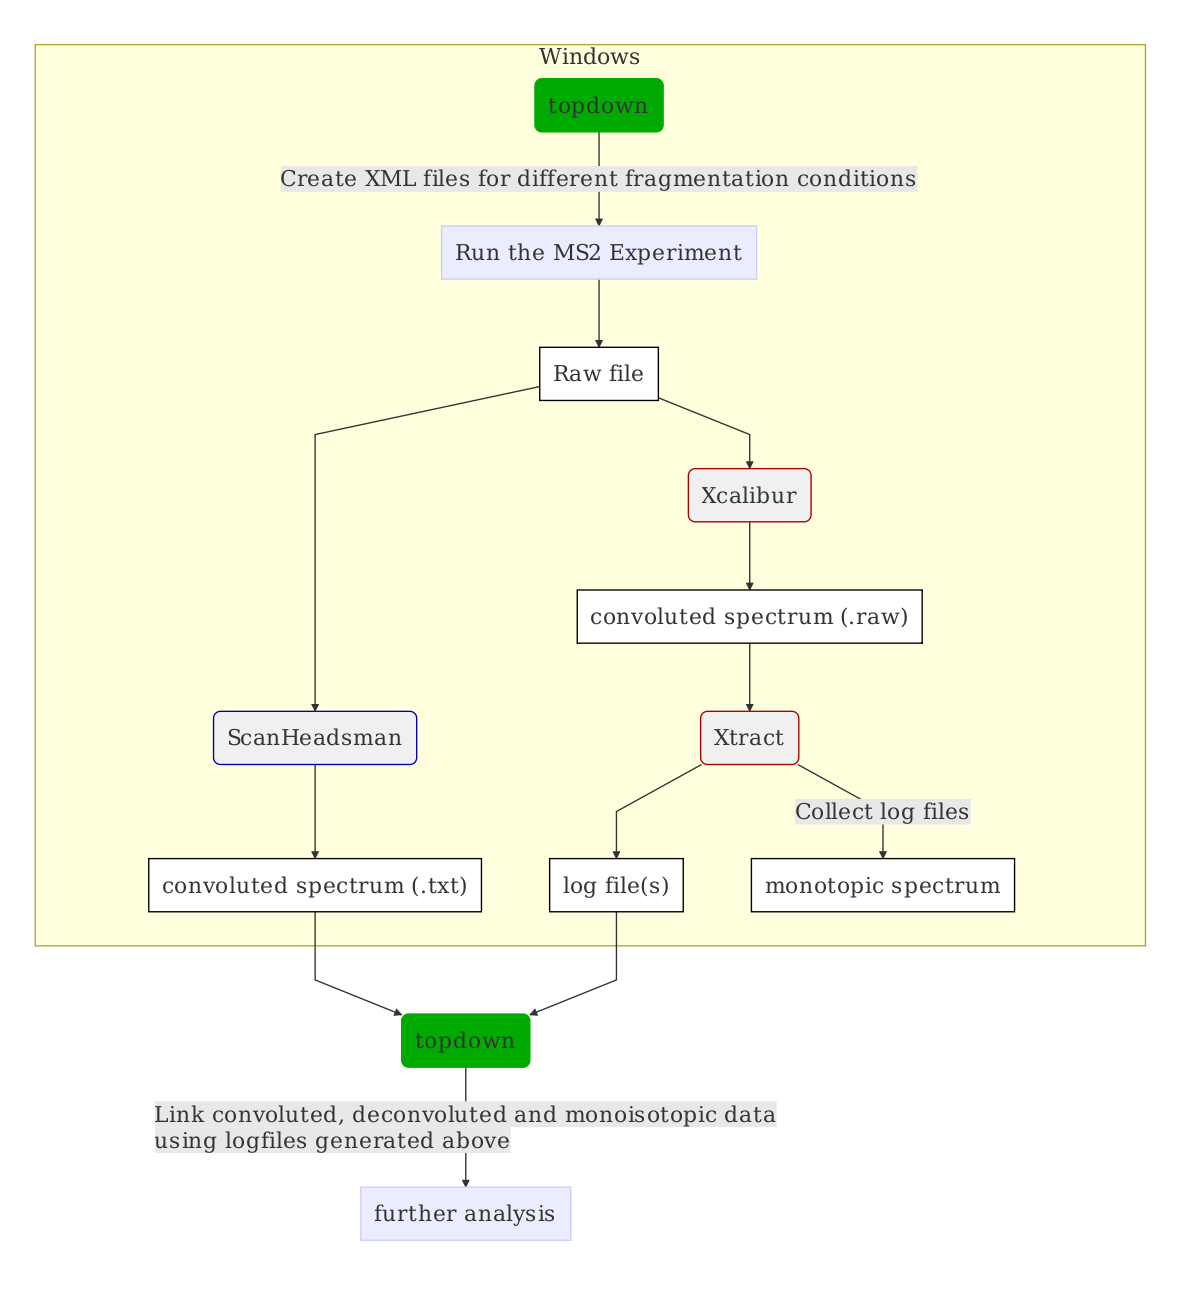 Windows
topdown
Create XML files for different fragmentation conditions
Run the MS2 Experiment
Raw file
Xcalibur
convoluted spectrum (.raw)
ScanHeadsman
Xtract
Collect log files
convoluted spectrum (.txt)
log file(s)
monotopic spectrum
topdown
Link convoluted, deconvoluted and monoisotopic data
using logfiles generated above
further analysis